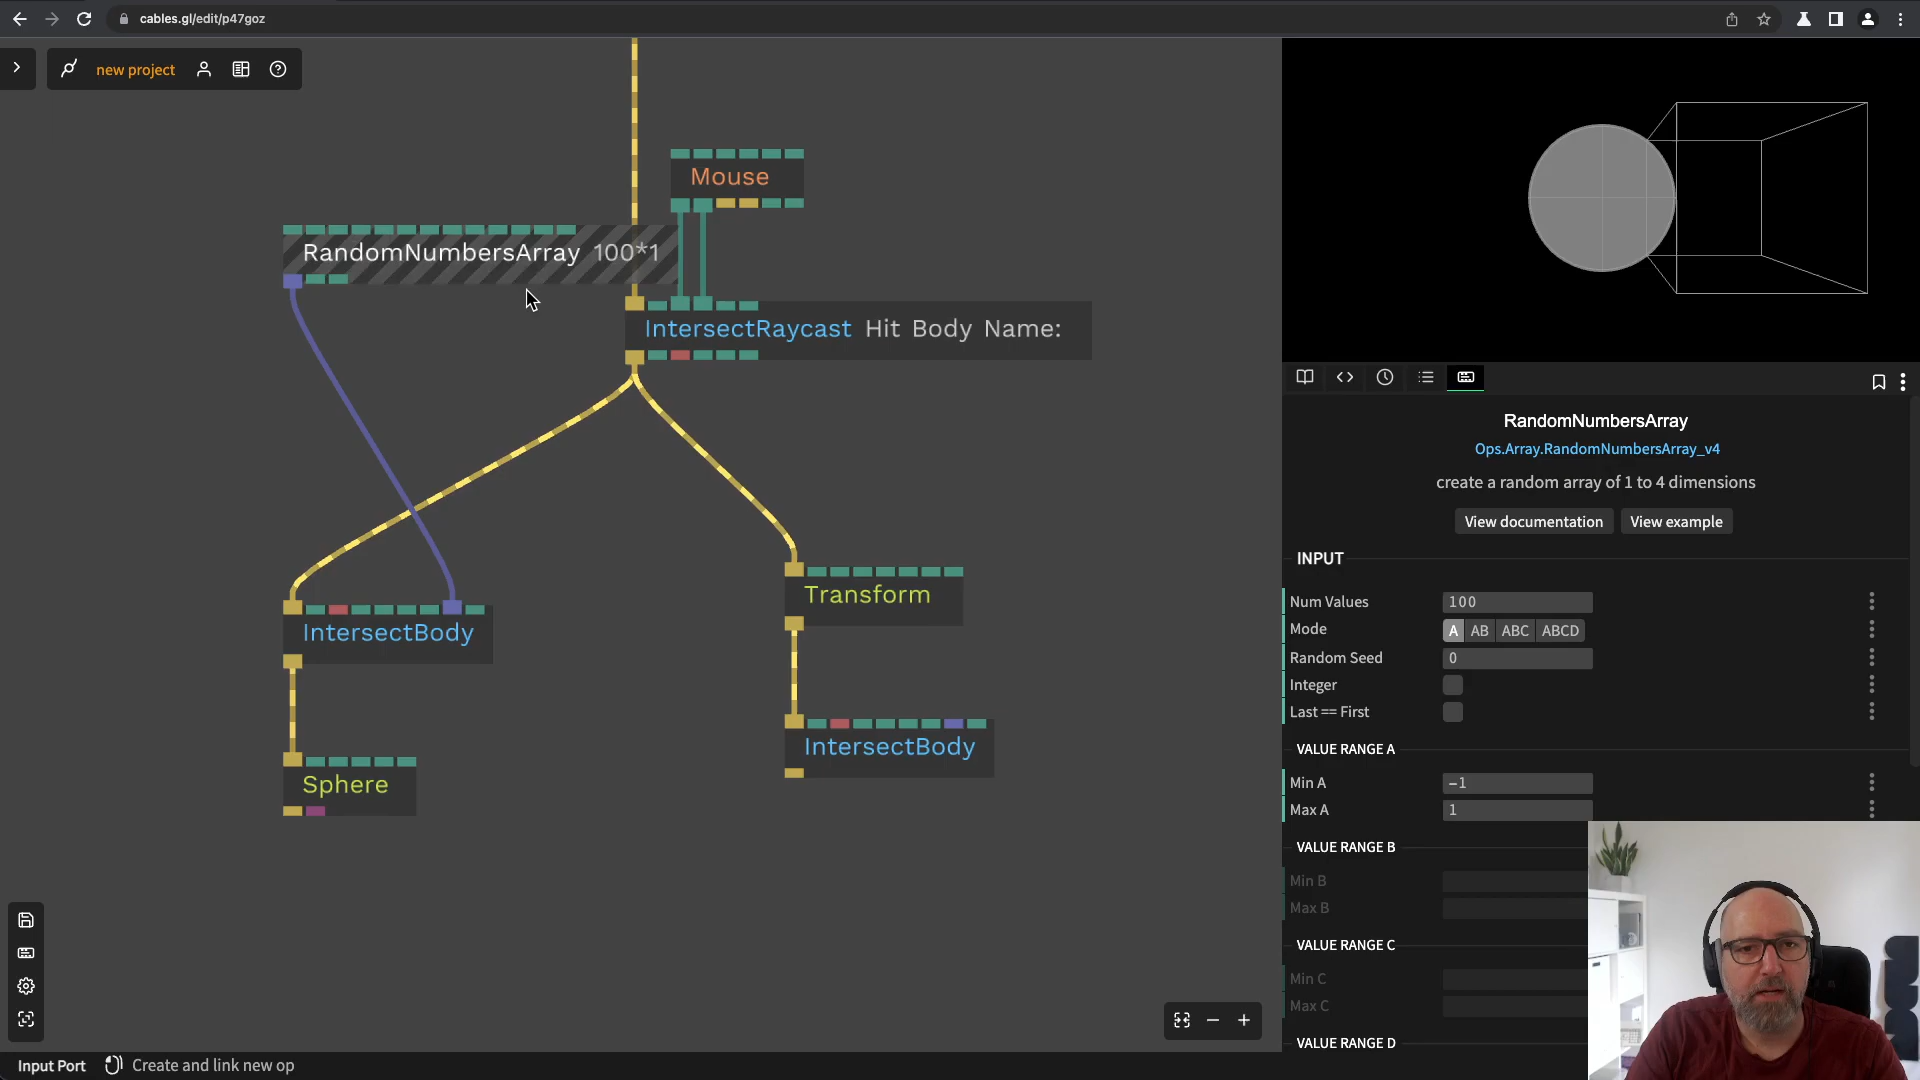 cables.gl/edit/p47goz
new project
Mouse
RandomNumbersArray 100*1
IntersectRaycast Hit Body Name:
Transform
IntersectBody
IntersectBody
Sphere
RandomNumbersArray
Ops.Array.RandomNumbersArray_v4
create a random array of 1 to 4 dimensions
View documentation View example
INPUT
Num Values 100
Mode A AB ABC ABCD
Random Seed 0
Integer
Last == First
VALUE RANGE A
Min A -1
Max A 1
VALUE RANGE B
Min B
Max B
VALUE RANGE C
Min C
Max C
VALUE RANGE D
Input Port Create and link new op